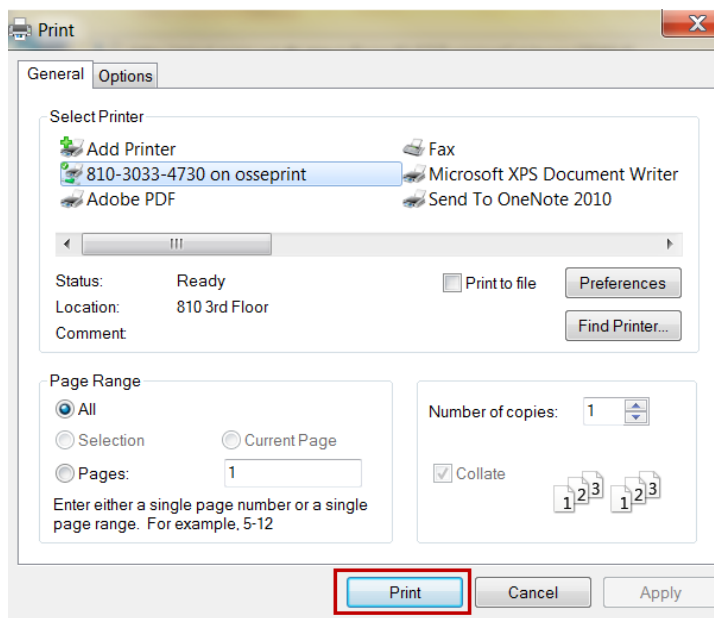 Print
X
General Options
Select Printer
Add Printer Fax
810-3033-4730 on osseprint Microsoft XPS Document Writer
Adobe PDF Send To OneNote 2010
Status: Ready Print to file Preferences
Location: 810 3rd Floor
Comment: Find Printer...
Page Range
All Number of copies: 1
Selection Current Page
Pages: 1 Collate
1 2 3 1 2 3
Enter either a single page number or a single
page range. For example, 5-12
Print Cancel Apply